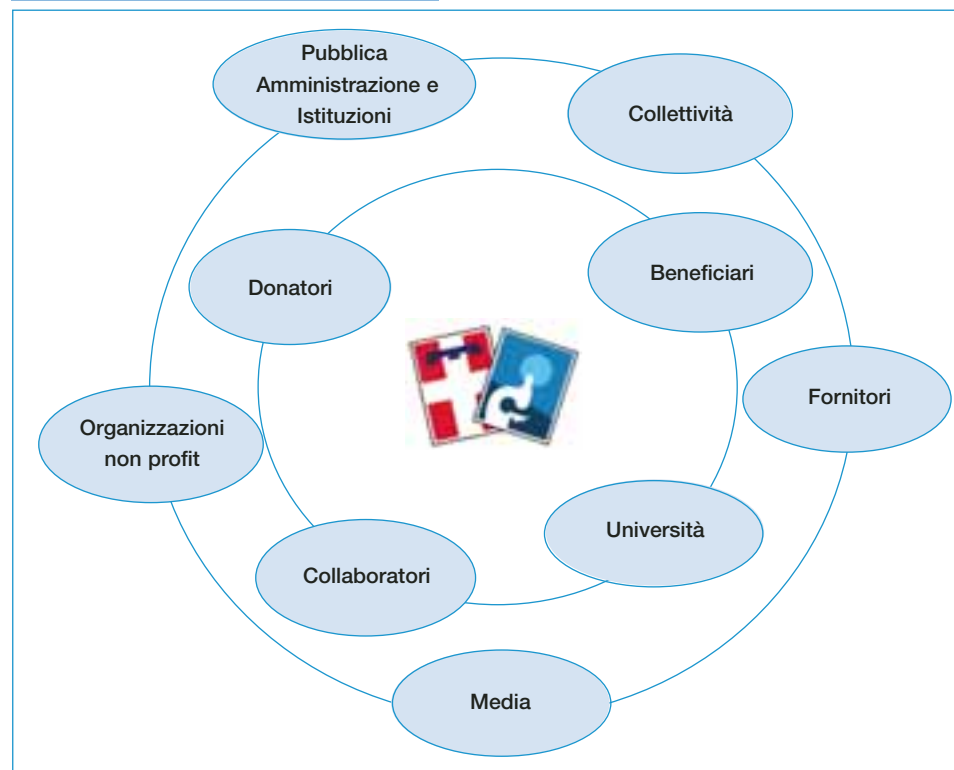 Pubblica
Amministrazione e
Istituzioni
Collettività
Donatori
Beneficiari
Fornitori
Organizzazioni
non profit
Università
Collaboratori
Media